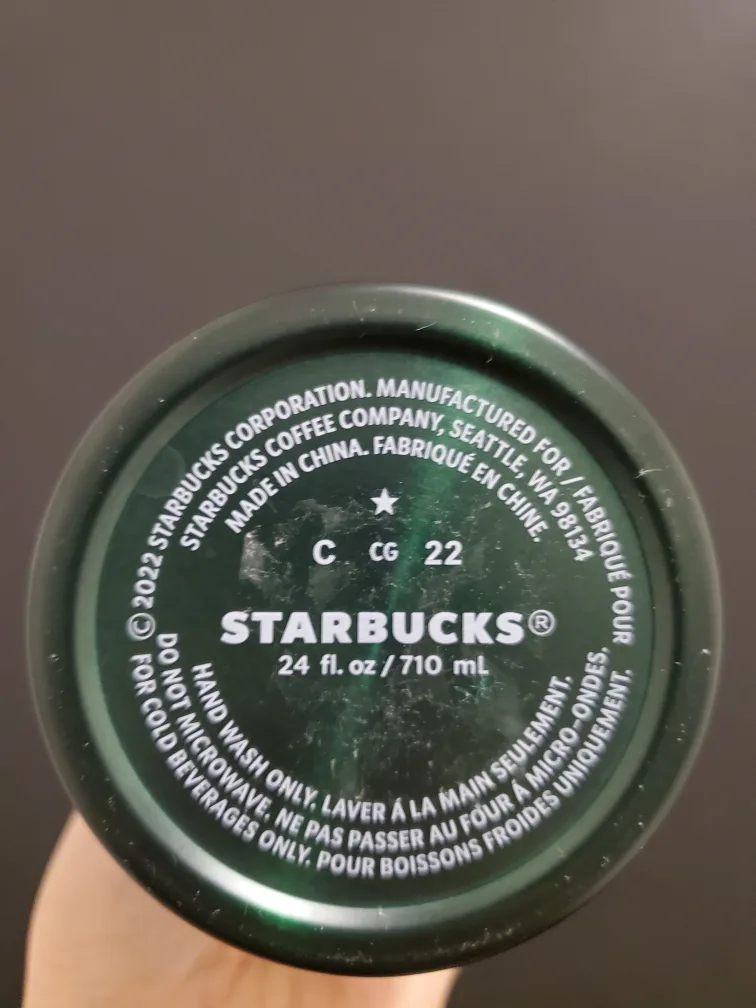 © 2022 STARBUCKS CORPORATION. MANUFACTURED FOR / FABRIQUÉ POUR
STARBUCKS COFFEE COMPANY, SEATTLE, WA 98134
MADE IN CHINA. FABRIQUÉ EN CHINE.
C CG 22
STARBUCKS®
24 fl. oz / 710 mL
HAND WASH ONLY. LAVER Á LA MAIN SEULEMENT.
DO NOT MICROWAVE. NE PAS PASSER AU FOUR À MICRO-ONDES.
FOR COLD BEVERAGES ONLY. POUR BOISSONS FROIDES UNIQUEMENT.